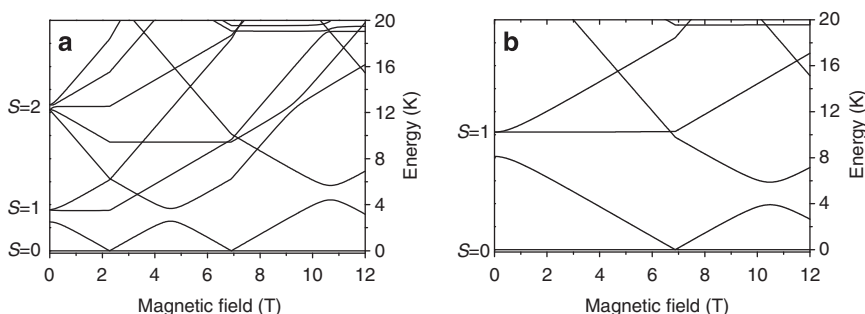 a
S=2
S=1
S=0
20
16
12
8
4
0
Energy (K)
0 2 4 6 8 10 12
Magnetic field (T)
b
S=1
S=0
20
16
12
8
4
0
Energy (K)
0 2 4 6 8 10 12
Magnetic field (T)